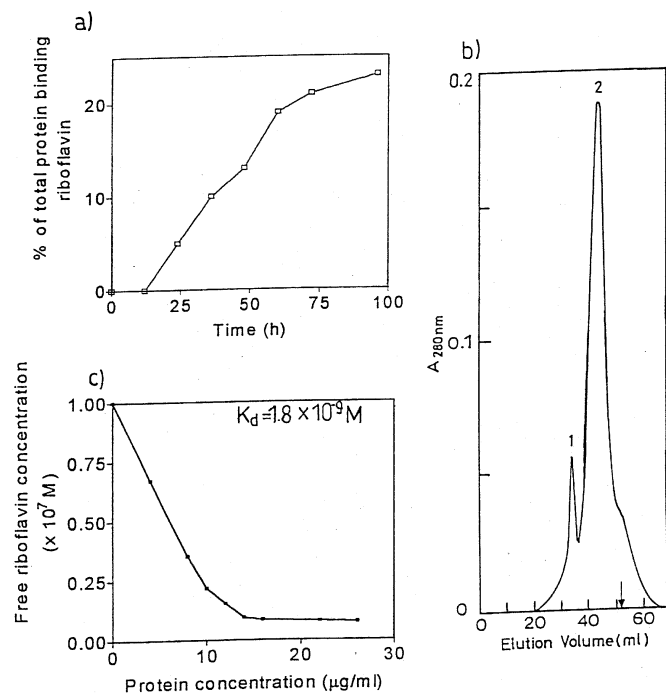 a)
% of total protein binding
riboflavin
20
10
0
0
25
50
75
100
Time (h)
b)
0.2
0.1
0
A280nm
1
2
0
20
40
60
Elution Volume(ml)
c)
Kd=1.8 × 10-9 M
Free riboflavin concentration
(x 10⁷ M)
1.00
0.75
0.50
0.25
0.00
0
10
20
30
Protein concentration (µg/ml)